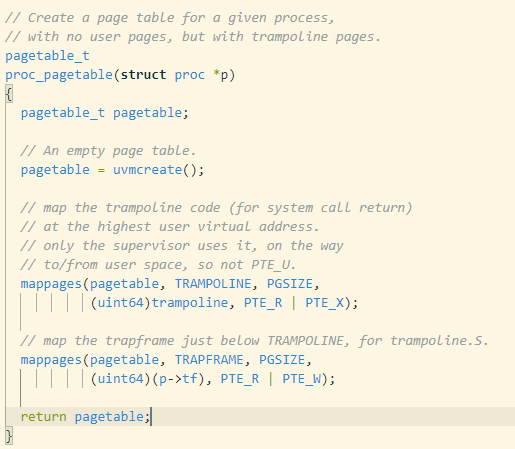 // Create a page table for a given process,
// with no user pages, but with trampoline pages.
pagetable_t
proc_pagetable(struct proc *p)
{
  pagetable_t pagetable;

  // An empty page table.
  pagetable = uvmcreate();

  // map the trampoline code (for system call return)
  // at the highest user virtual address.
  // only the supervisor uses it, on the way
  // to/from user space, so not PTE_U.
  mappages(pagetable, TRAMPOLINE, PGSIZE,
           (uint64)trampoline, PTE_R | PTE_X);

  // map the trapframe just below TRAMPOLINE, for trampoline.S.
  mappages(pagetable, TRAPFRAME, PGSIZE,
           (uint64)(p->tf), PTE_R | PTE_W);

  return pagetable;
}